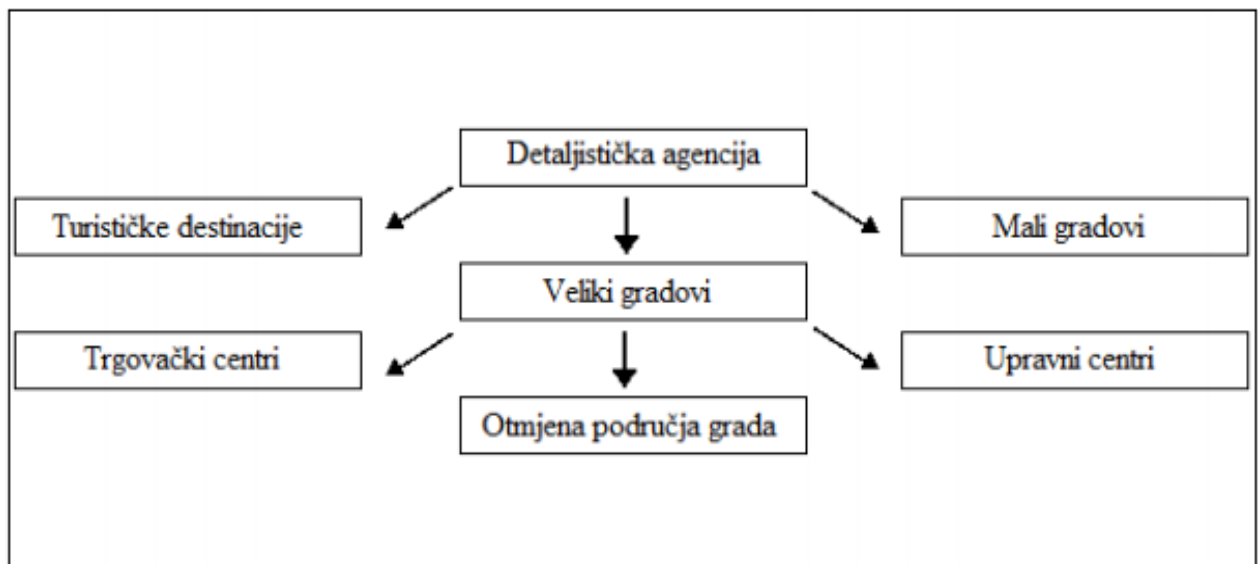 Detaljistička agencija
Turističke destinacije
Mali gradovi
Veliki gradovi
Trgovački centri
Upravni centri
Otmjena područja grada